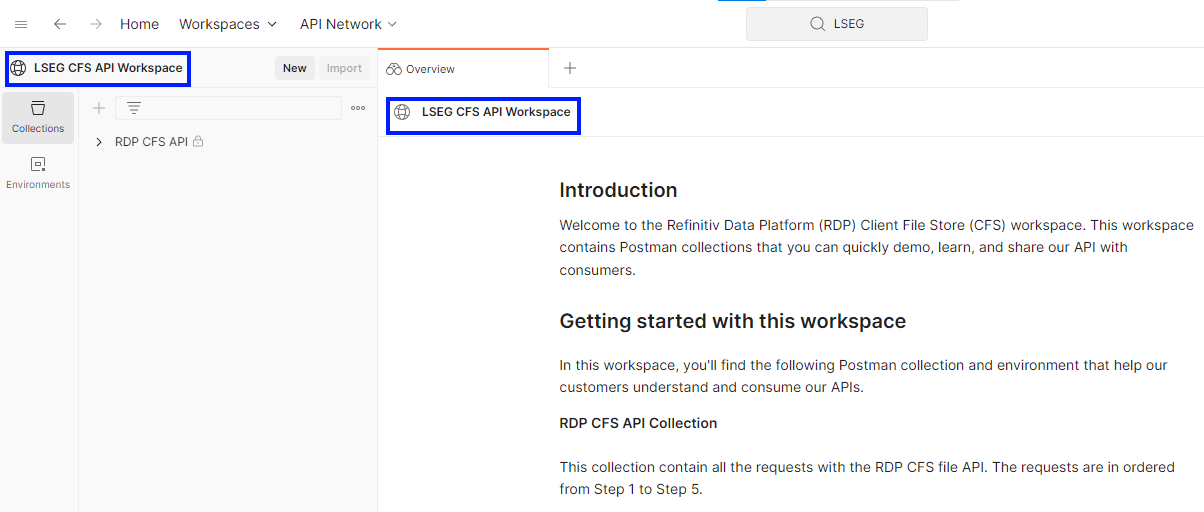 Home Workspaces API Network LSEG
LSEG CFS API Workspace New Import
Overview
LSEG CFS API Workspace
Collections
RDP CFS API
Environments
Introduction
Welcome to the Refinitiv Data Platform (RDP) Client File Store (CFS) workspace. This workspace
contains Postman collections that you can quickly demo, learn, and share our API with
consumers.
Getting started with this workspace
In this workspace, you'll find the following Postman collection and environment that help our
customers understand and consume our APIs.
RDP CFS API Collection
This collection contain all the requests with the RDP CFS file API. The requests are in ordered
from Step 1 to Step 5.